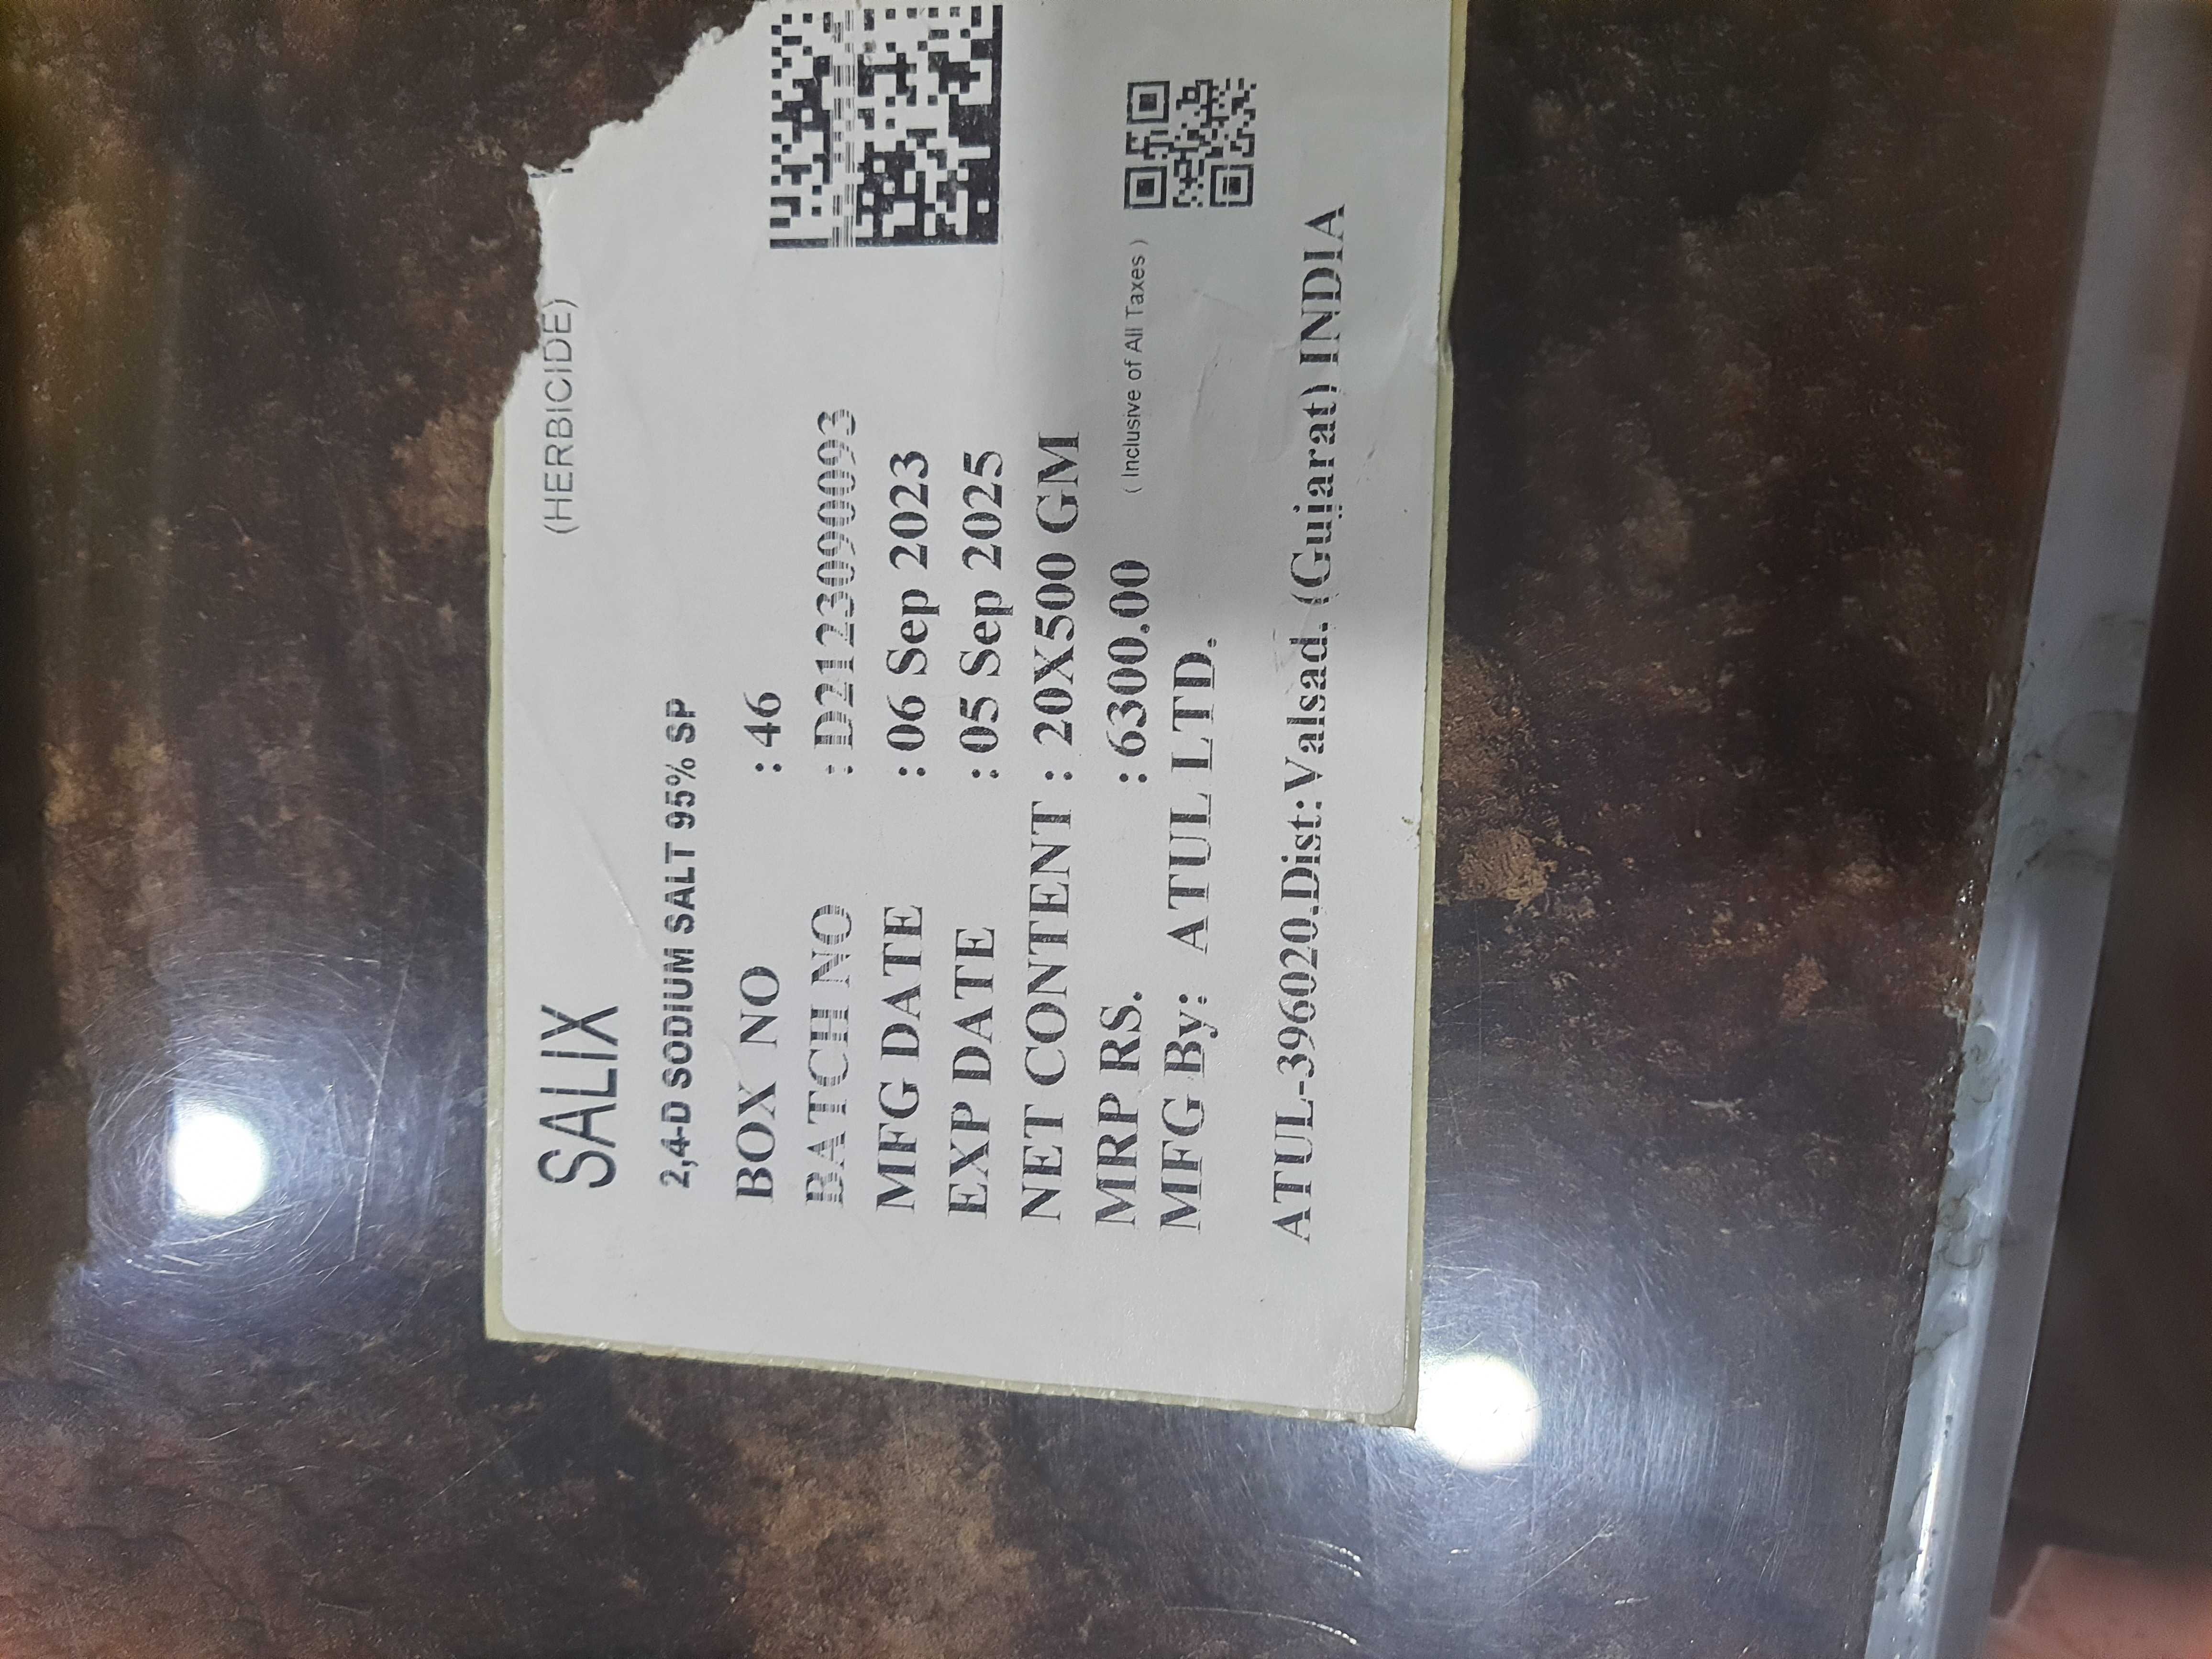 SALIX (HERBICIDE)
2,4-D SODIUM SALT 95% SP
BOX NO : 46
BATCH NO : D2123090093
MFG DATE : 06 Sep 2023
EXP DATE : 05 Sep 2025
NET CONTENT : 20X500 GM
MRP RS. : 6300.00 ( Inclusive of All Taxes )
MFG By: ATUL LTD.
ATUL-396020.Dist:Valsad. (Gujarat) INDIA